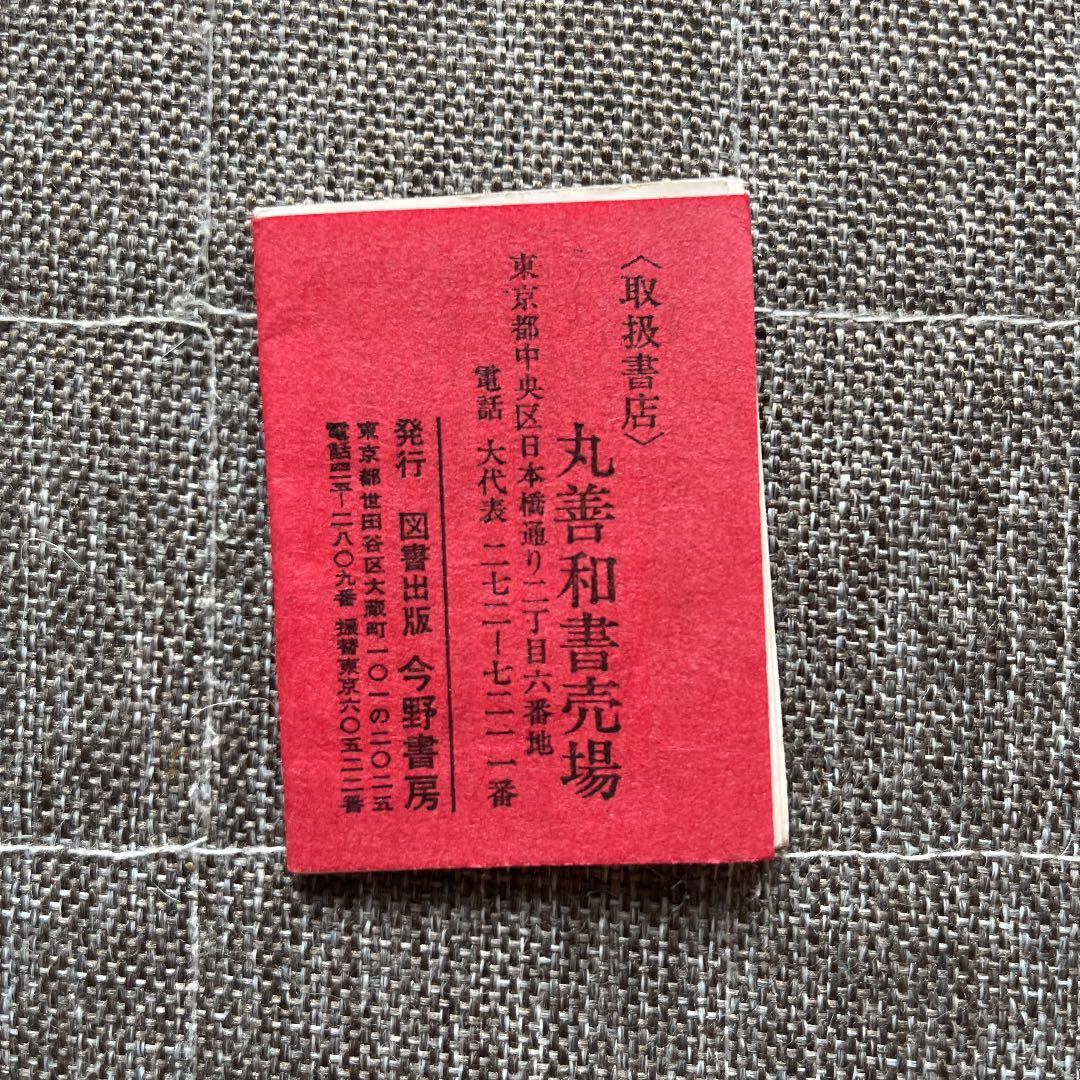 〈取扱書店〉
丸善和書売場
東京都中央区日本橋通り二丁目六番地
電話 大代表 二七二ー七二一一番
発行 図書出版 今野書房
東京都世田谷区大蔵町一〇一の二〇二五
電話四二五ー二八〇九番 振替東京六〇五二二番